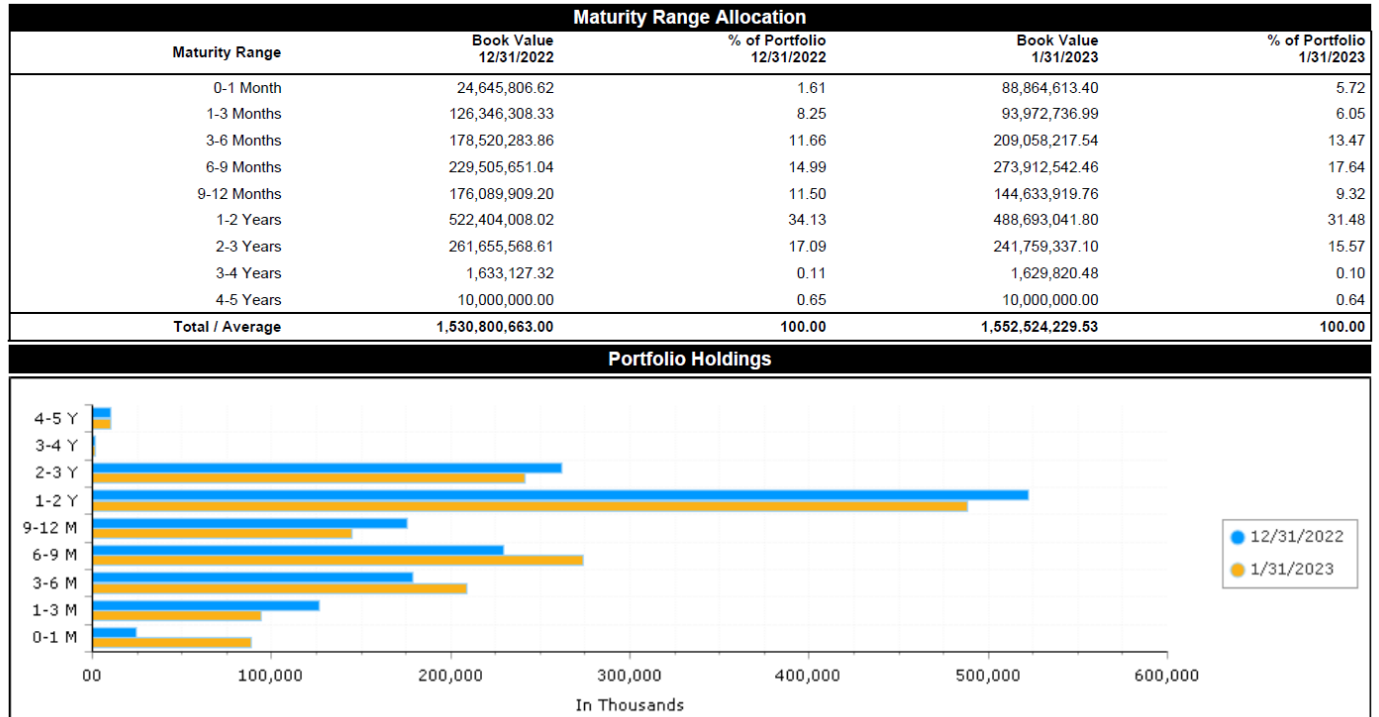 Maturity Range Allocation
Maturity Range Book Value 12/31/2022 % of Portfolio 12/31/2022 Book Value 1/31/2023 % of Portfolio 1/31/2023
0-1 Month 24,645,806.62 1.61 88,864,613.40 5.72
1-3 Months 126,346,308.33 8.25 93,972,736.99 6.05
3-6 Months 178,520,283.86 11.66 209,058,217.54 13.47
6-9 Months 229,505,651.04 14.99 273,912,542.46 17.64
9-12 Months 176,089,909.20 11.50 144,633,919.76 9.32
1-2 Years 522,404,008.02 34.13 488,693,041.80 31.48
2-3 Years 261,655,568.61 17.09 241,759,337.10 15.57
3-4 Years 1,633,127.32 0.11 1,629,820.48 0.10
4-5 Years 10,000,000.00 0.65 10,000,000.00 0.64
Total / Average 1,530,800,663.00 100.00 1,552,524,229.53 100.00
Portfolio Holdings
4-5 Y
3-4 Y
2-3 Y
1-2 Y
9-12 M
6-9 M
3-6 M
1-3 M
0-1 M
00 100,000 200,000 300,000 400,000 500,000 600,000
In Thousands
12/31/2022
1/31/2023